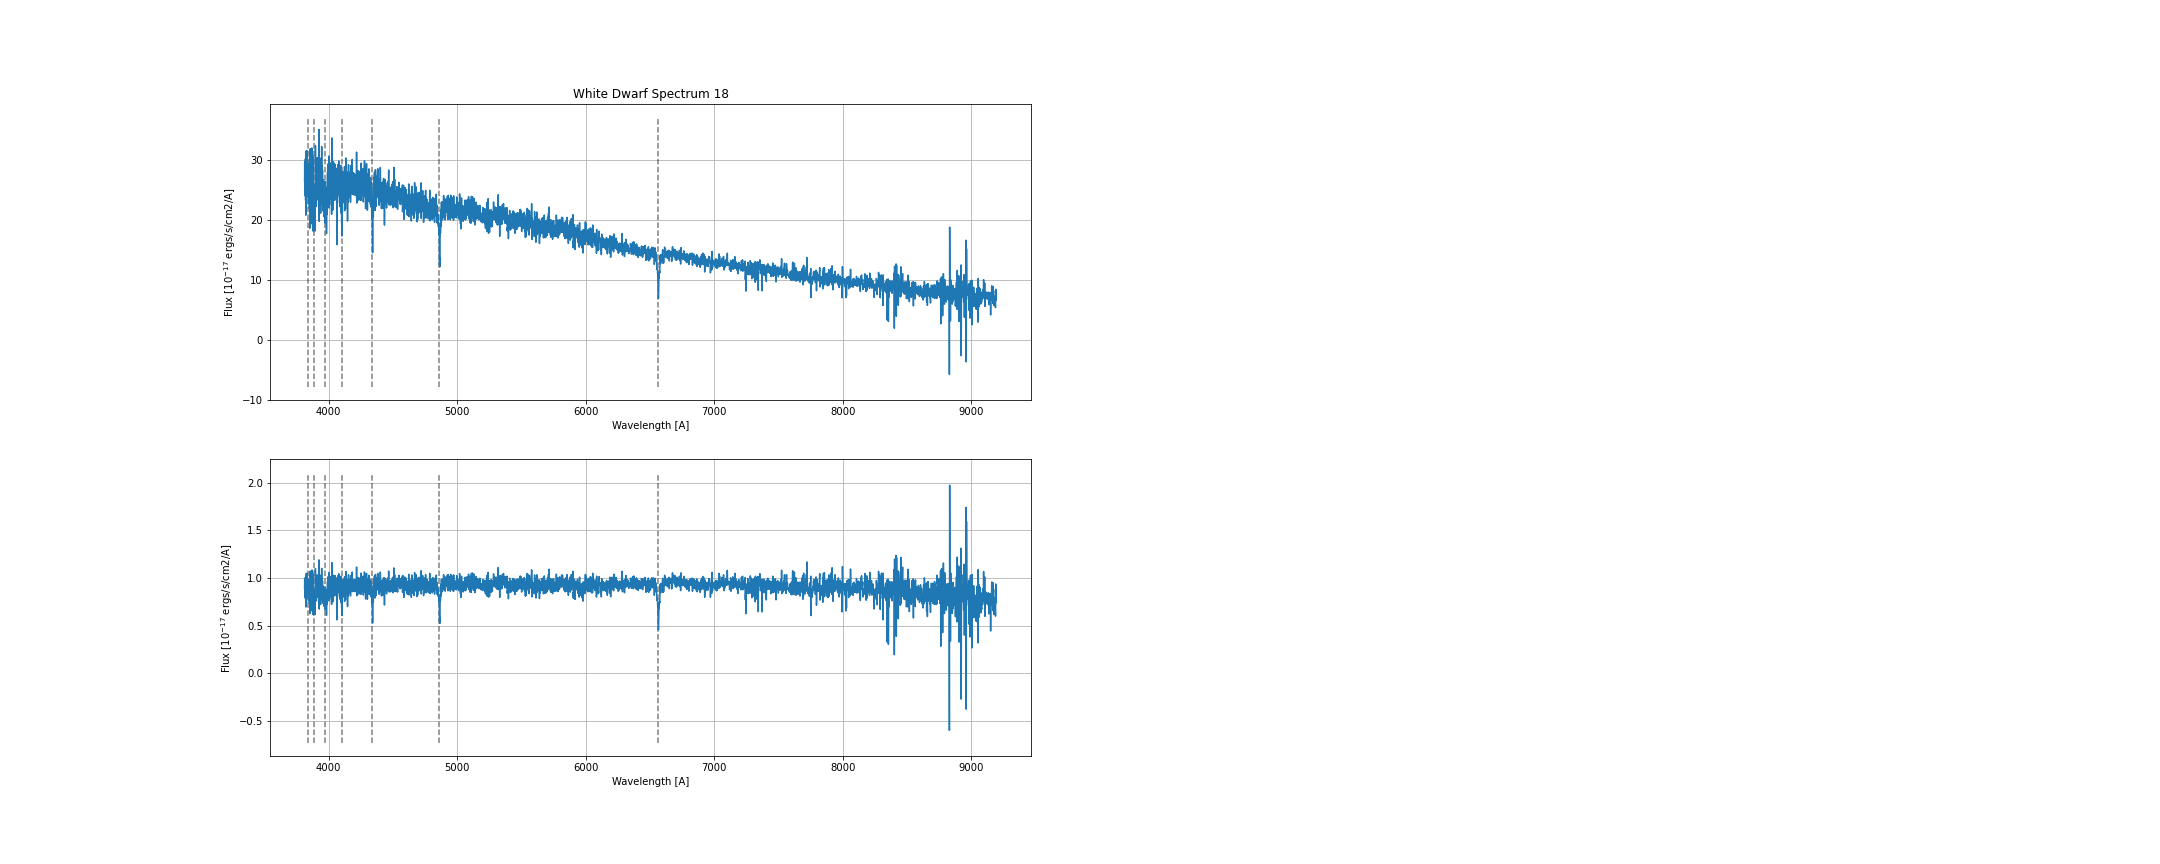 White Dwarf Spectrum 18
Flux [10⁻¹⁷ ergs/s/cm2/A]
30
20
10
0
−10
4000 5000 6000 7000 8000 9000
Wavelength [A]
Flux [10⁻¹⁷ ergs/s/cm2/A]
2.0
1.5
1.0
0.5
0.0
−0.5
4000 5000 6000 7000 8000 9000
Wavelength [A]